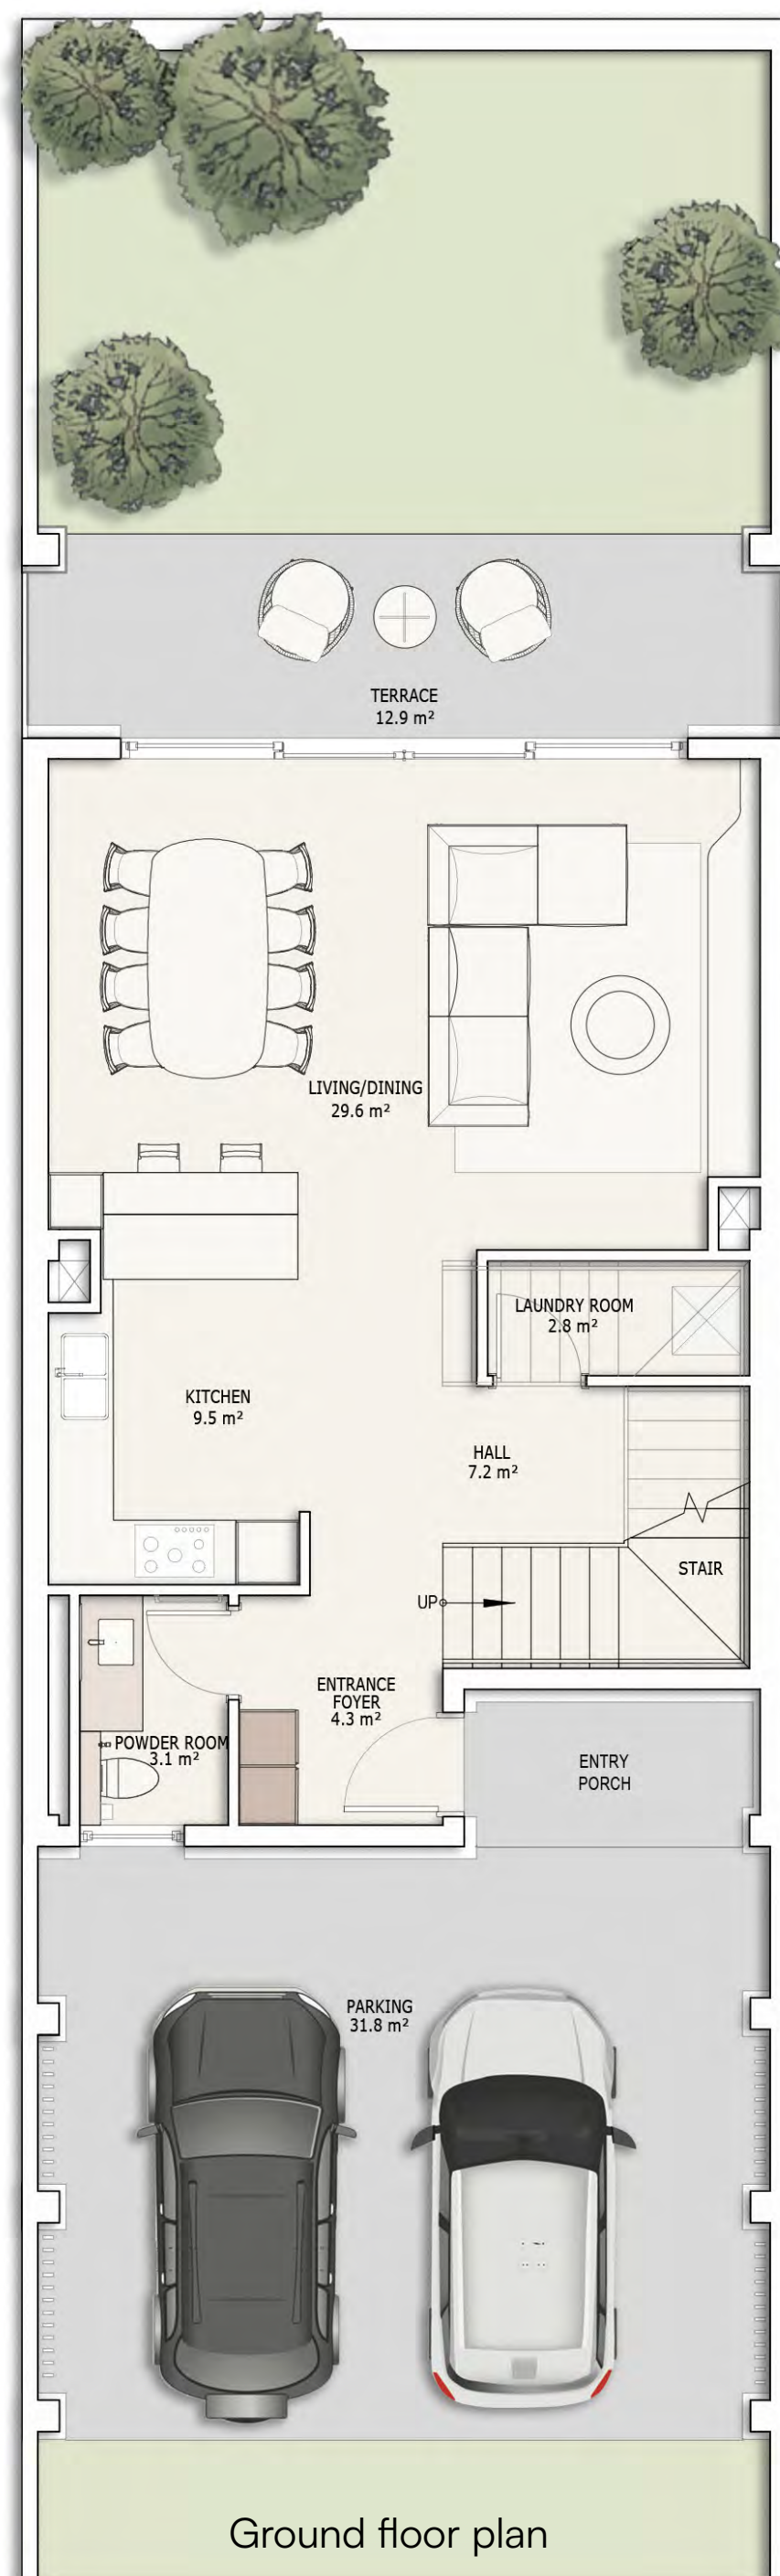 TERRACE
12.9 m²
LIVING/DINING
29.6 m²
LAUNDRY ROOM
2.8 m²
KITCHEN
9.5 m²
HALL
7.2 m²
STAIR
UP
ENTRANCE
FOYER
4.3 m²
POWDER ROOM
3.1 m²
ENTRY
PORCH
PARKING
31.8 m²
Ground floor plan